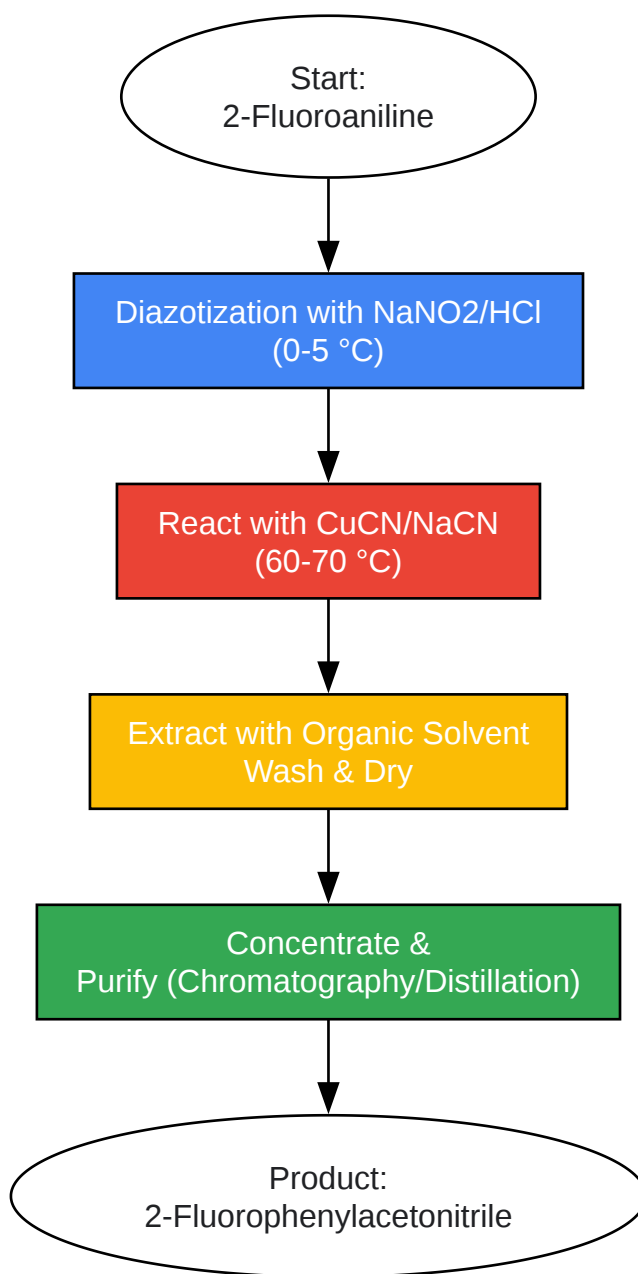 Start:
2-Fluoroaniline
Diazotization with NaNO2/HCl
(0-5 °C)
React with CuCN/NaCN
(60-70 °C)
Extract with Organic Solvent
Wash & Dry
Concentrate &
Purify (Chromatography/Distillation)
Product:
2-Fluorophenylacetonitrile